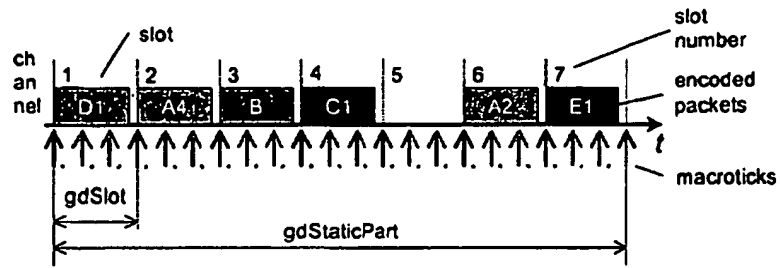 slot
slot
number
ch
an
nel
1 2 3 4 5 6 7
D1 A4 B C1 A2 E1
encoded
packets
t
macroticks
gdSlot
gdStaticPart